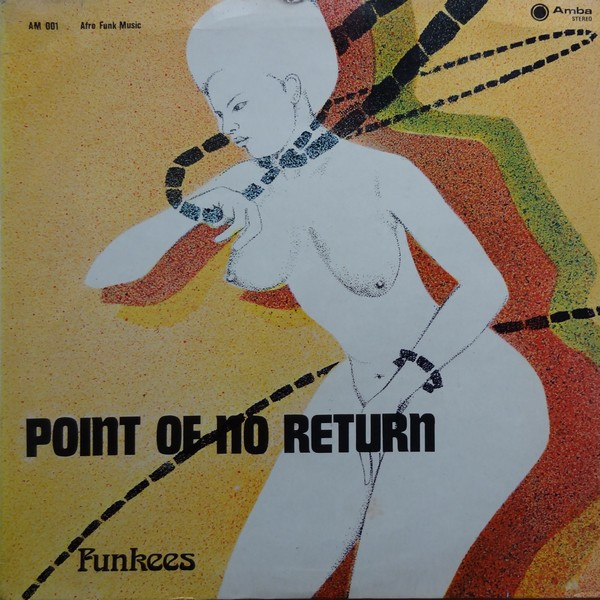 AM 001 Afro Funk Music
Amba
STEREO
POINT OF NO RETURN
Funkees